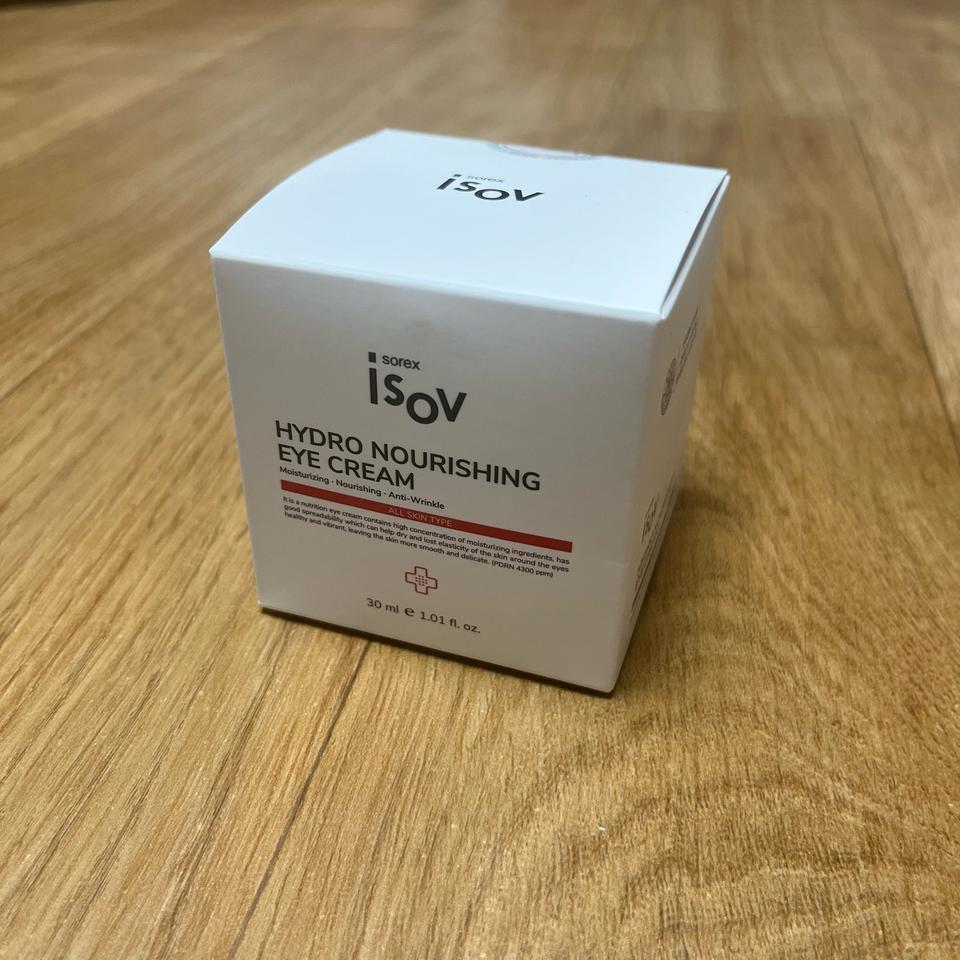 sorex
isov
sorex
isov
HYDRO NOURISHING
EYE CREAM
Moisturizing · Nourishing · Anti-Wrinkle
ALL SKIN TYPE
It is a nutrition eye cream contains high concentration of moisturizing ingredients, has
good spreadability which can help dry and lost elasticity of the skin around the eyes
healthy and vibrant, leaving the skin more smooth and delicate. (PDRN 4300 ppm)
30 ml e 1.01 fl. oz.